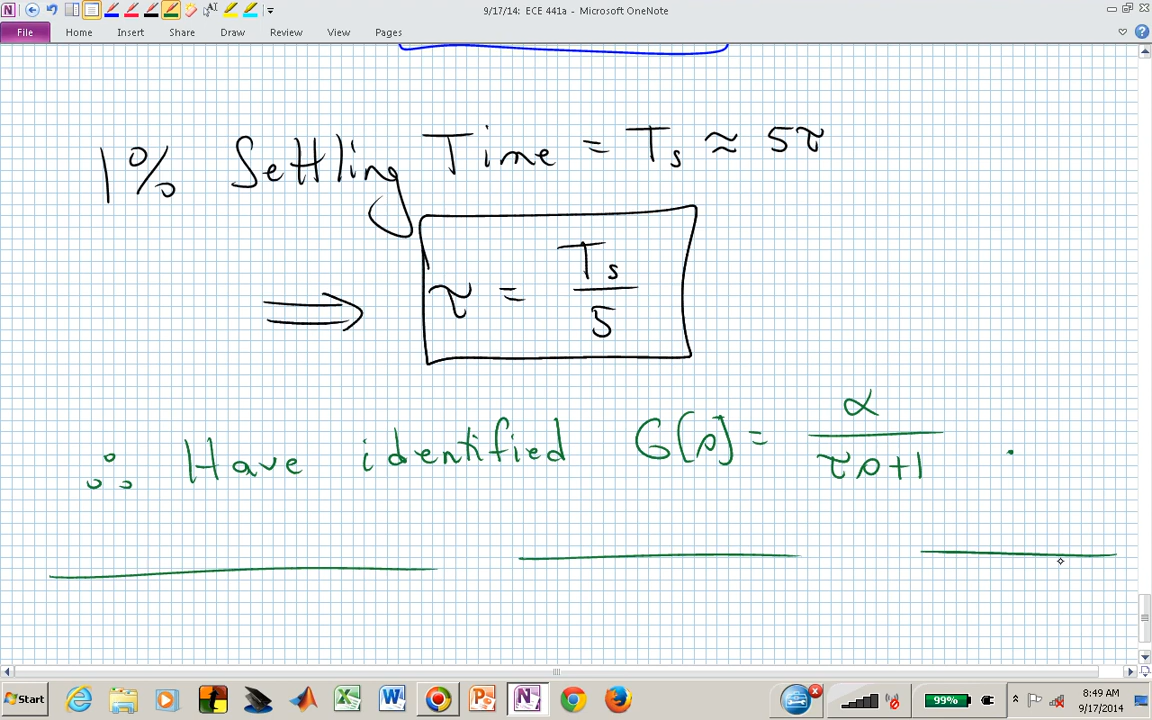 9/17/14: ECE 441a - Microsoft OneNote
File Home Insert Share Draw Review View Pages
1% Settling Time = Ts ≈ 5τ
⇒ τ = Ts/5
∴ Have identified G(s) = α/(τs+1) .
Start 99% 8:49 AM
9/17/2014